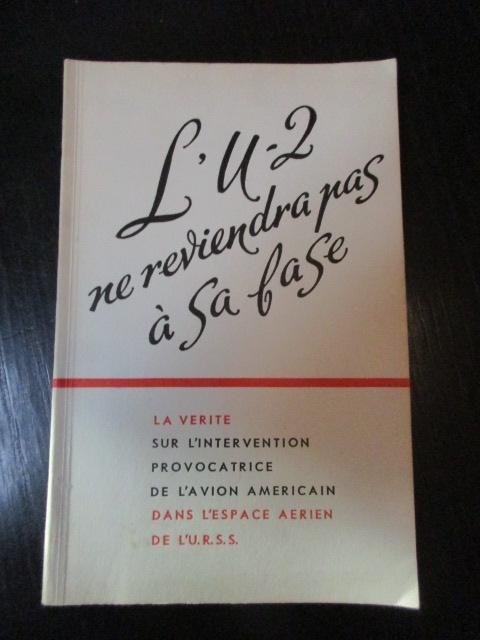 L'U-2
ne reviendra pas
à sa base
LA VERITE
SUR L'INTERVENTION
PROVOCATRICE
DE L'AVION AMERICAIN
DANS L'ESPACE AERIEN
DE L'U.R.S.S.